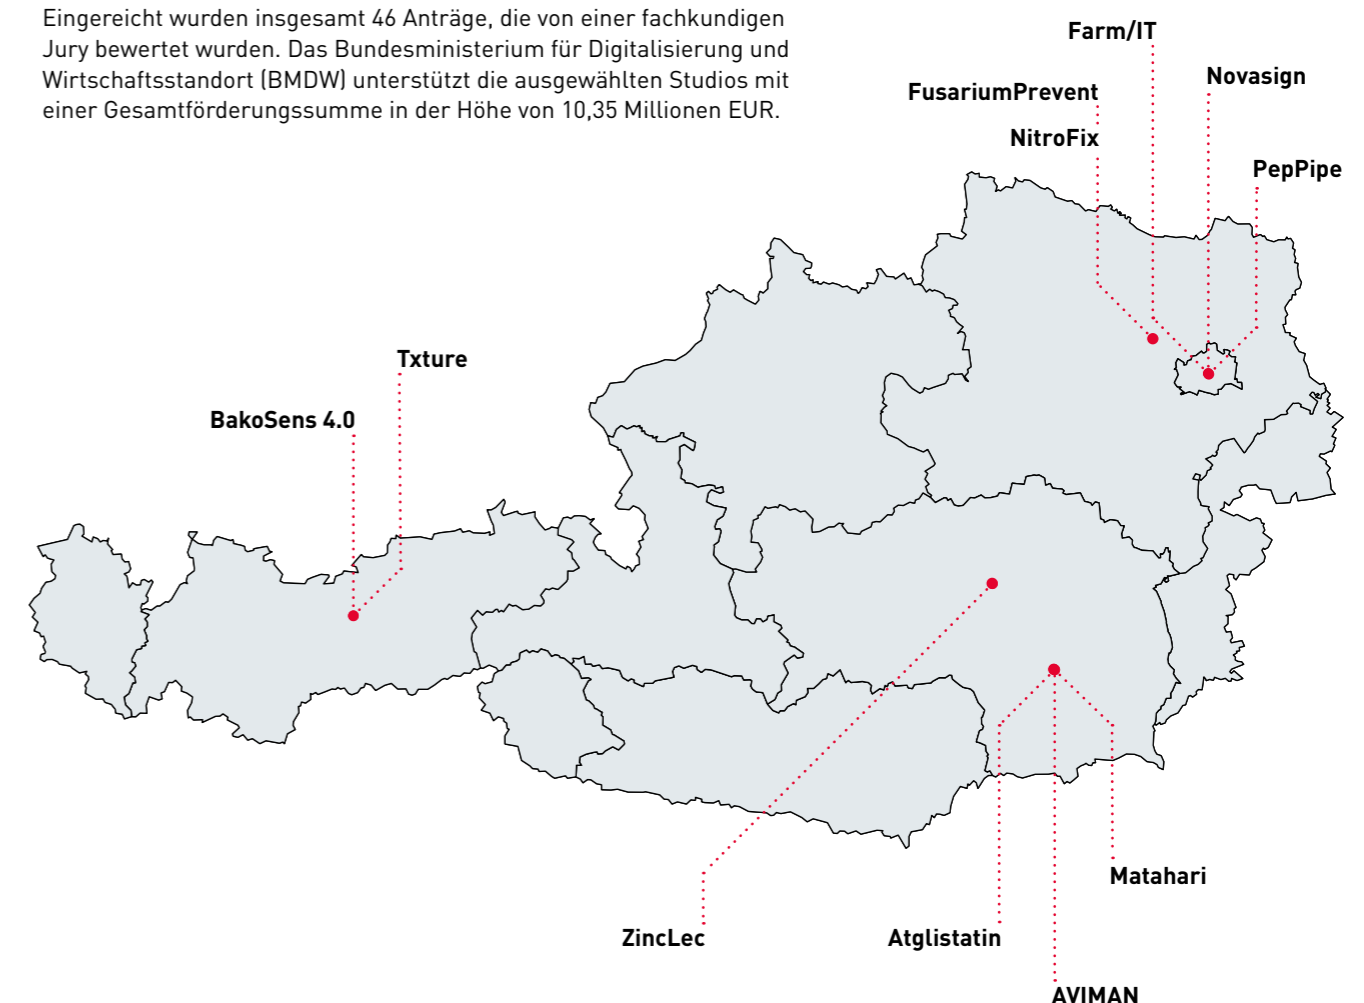 Eingereicht wurden insgesamt 46 Anträge, die von einer fachkundigen
Jury bewertet wurden. Das Bundesministerium für Digitalisierung und
Wirtschaftsstandort (BMDW) unterstützt die ausgewählten Studios mit
einer Gesamtförderungssumme in der Höhe von 10,35 Millionen EUR.
Farm/IT
Novasign
FusariumPrevent
NitroFix
PepPipe
Txture
BakoSens 4.0
Matahari
ZincLec
Atglistatin
AVIMAN